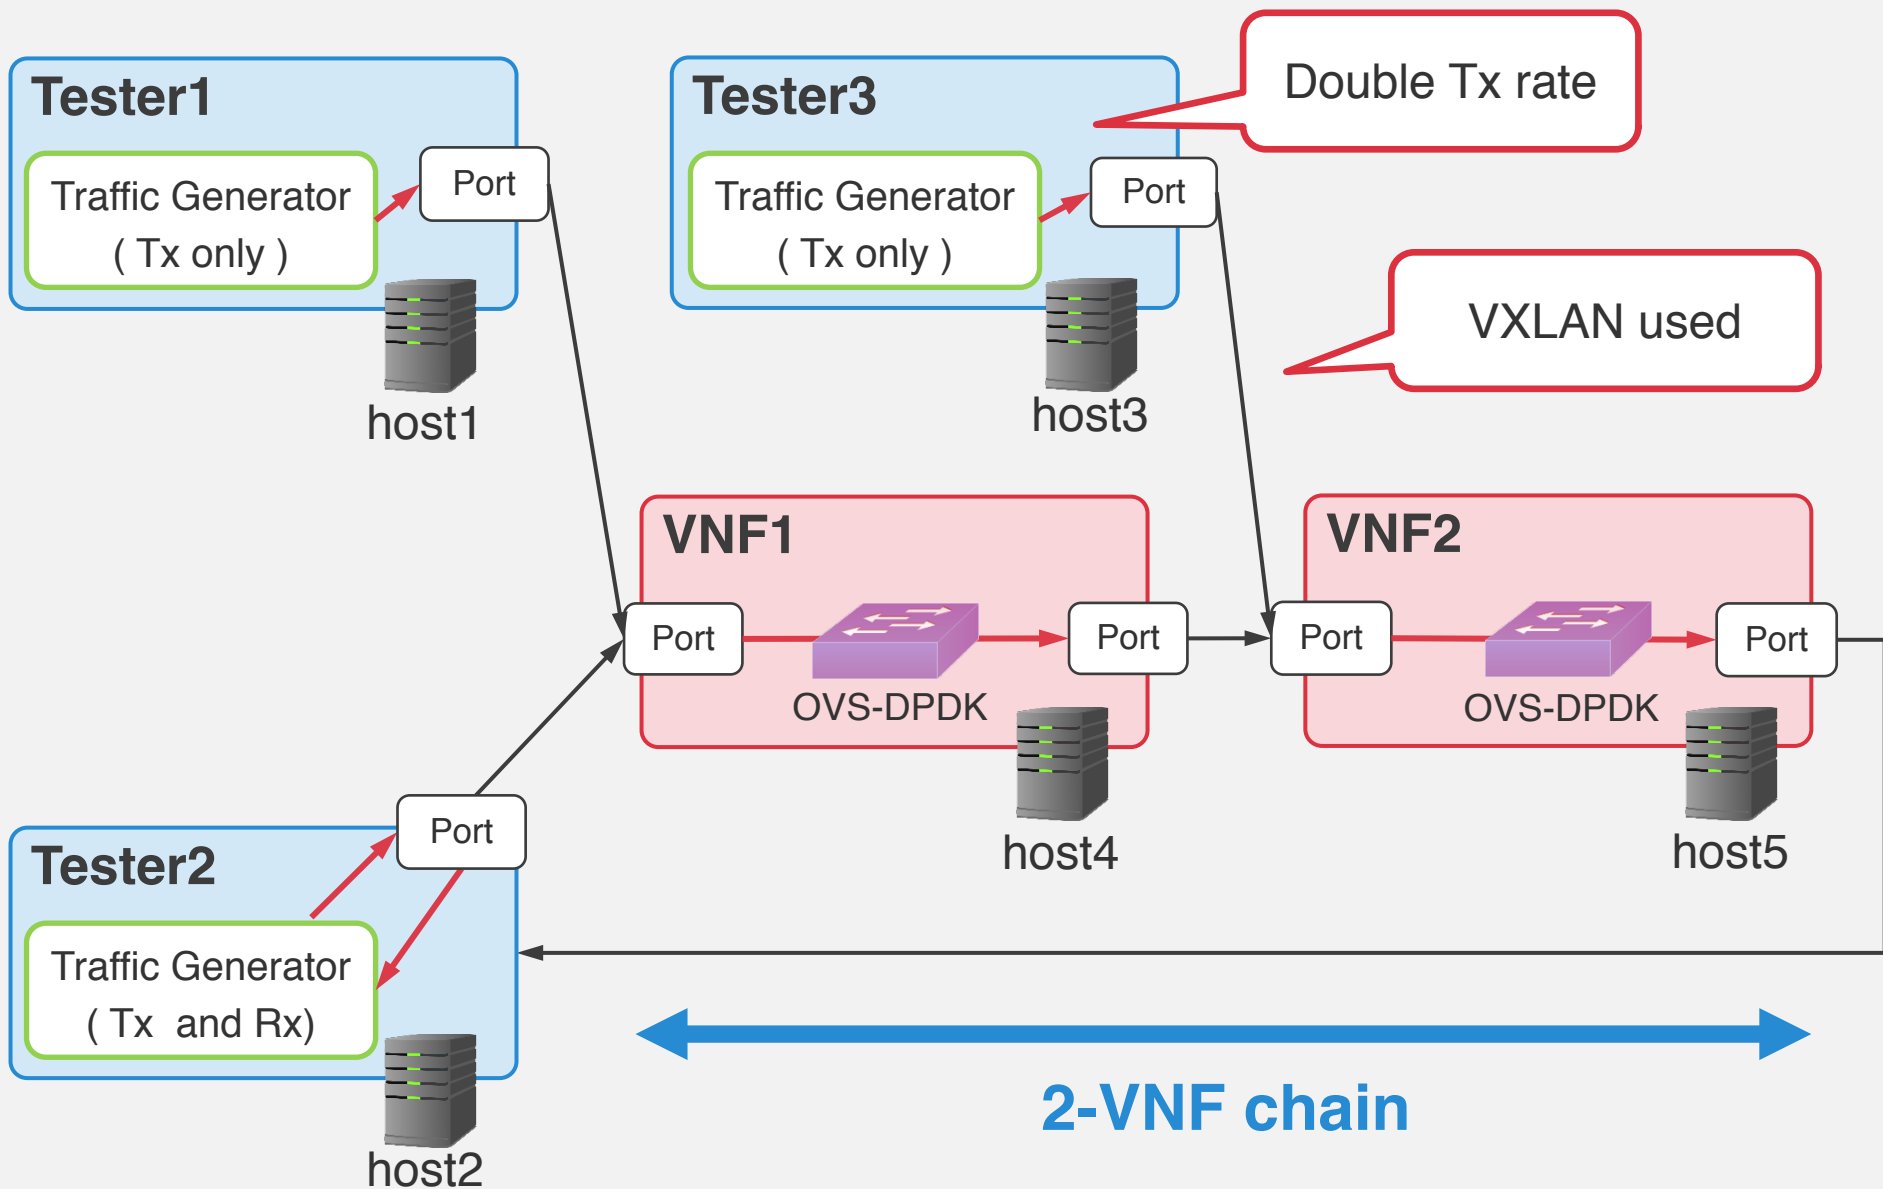 Tester1
Traffic Generator
( Tx only )
Port
host1
Tester3
Traffic Generator
( Tx only )
Port
host3
Double Tx rate
VXLAN used
VNF1
Port
OVS-DPDK
Port
host4
VNF2
Port
OVS-DPDK
Port
host5
Tester2
Port
Traffic Generator
( Tx and Rx)
host2
2-VNF chain